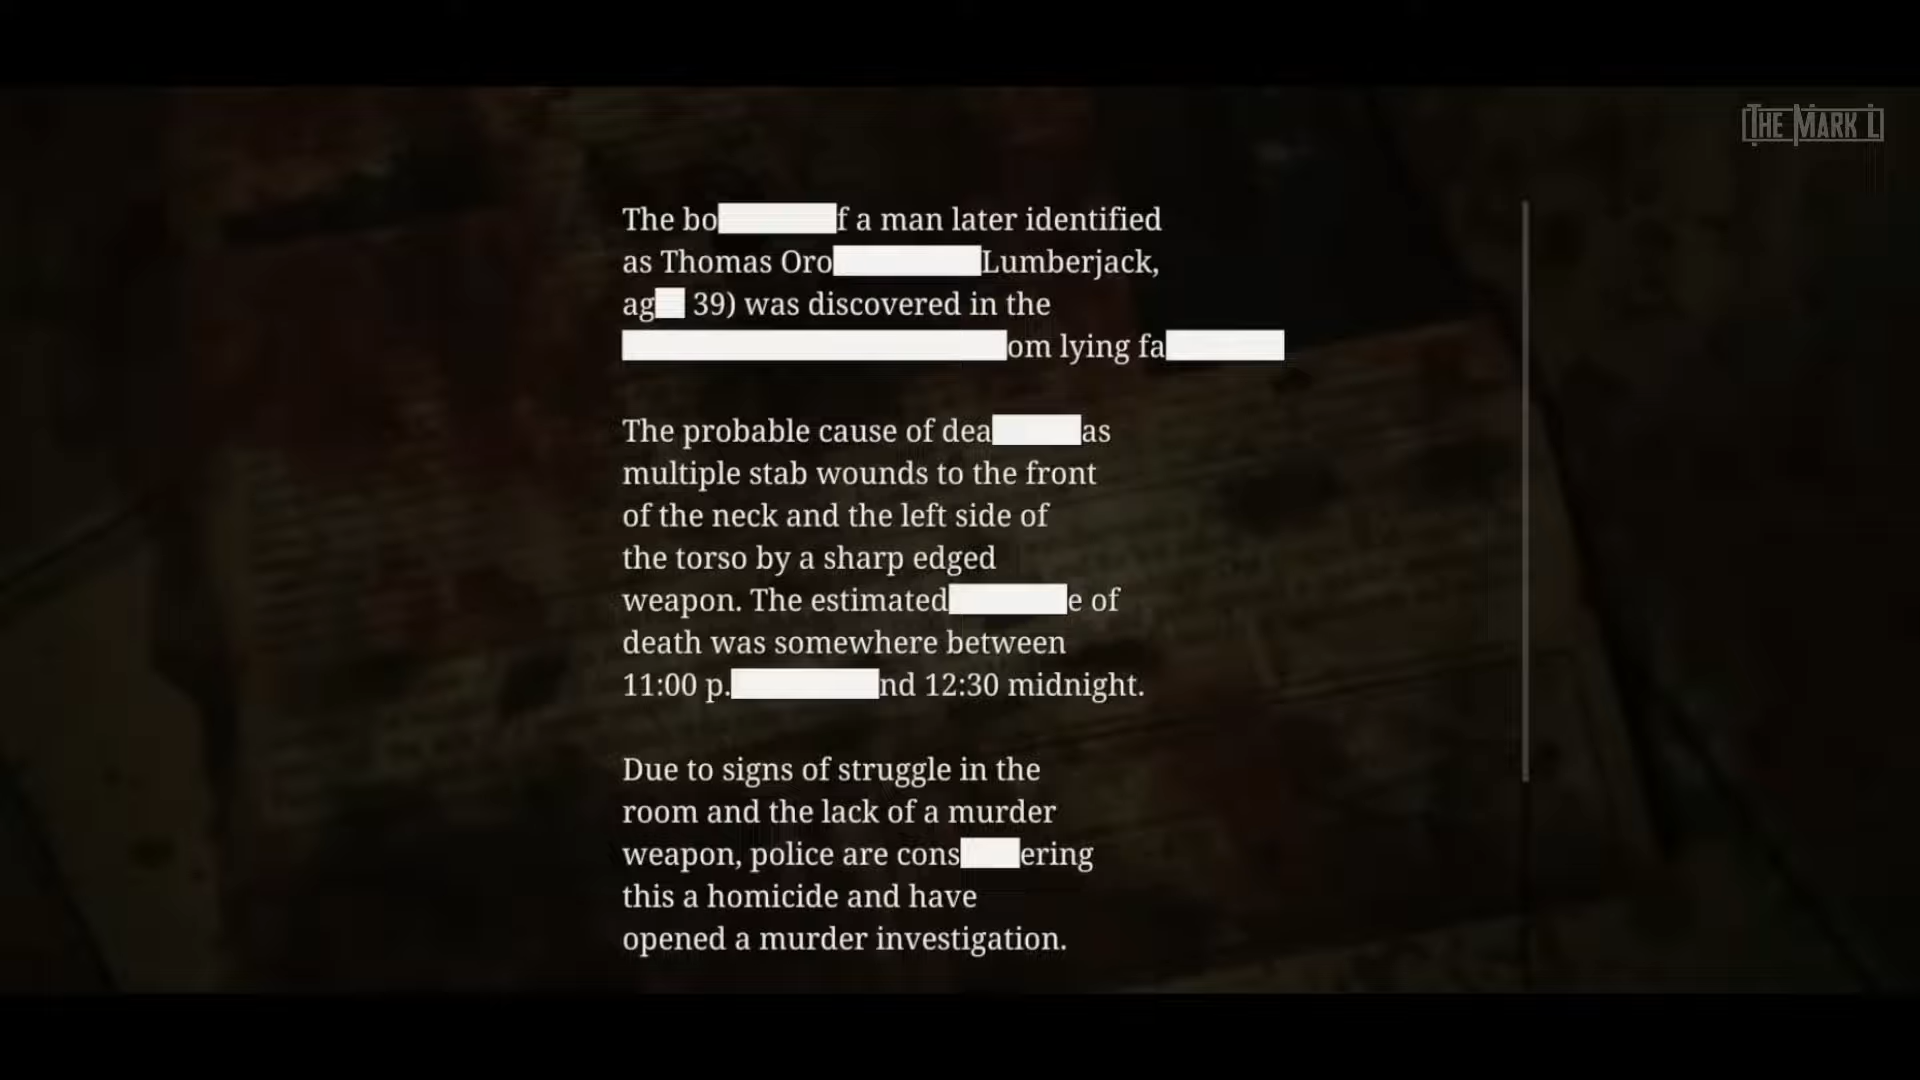 THE MARK L
The bo f a man later identified
as Thomas Oro Lumberjack,
ag 39) was discovered in the
om lying fa
The probable cause of dea as
multiple stab wounds to the front
of the neck and the left side of
the torso by a sharp edged
weapon. The estimated e of
death was somewhere between
11:00 p. nd 12:30 midnight.
Due to signs of struggle in the
room and the lack of a murder
weapon, police are cons ering
this a homicide and have
opened a murder investigation.